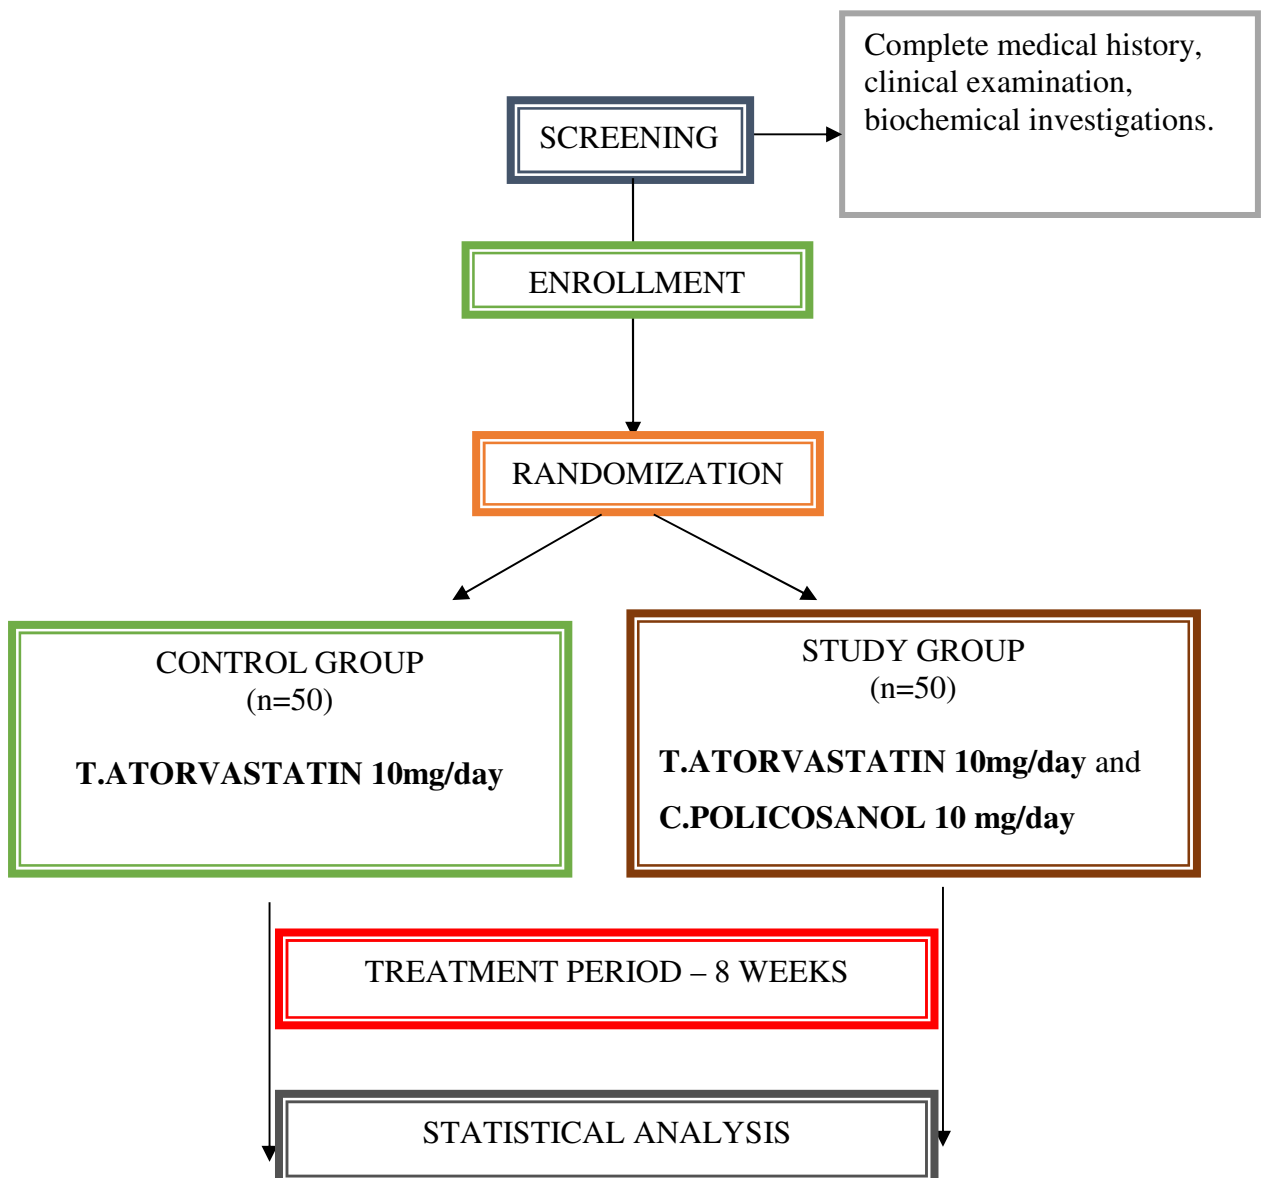 Complete medical history,
clinical examination,
biochemical investigations.
SCREENING
ENROLLMENT
RANDOMIZATION
CONTROL GROUP
(n=50)
T.ATORVASTATIN 10mg/day
STUDY GROUP
(n=50)
T.ATORVASTATIN 10mg/day and
C.POLICOSANOL 10 mg/day
TREATMENT PERIOD – 8 WEEKS
STATISTICAL ANALYSIS